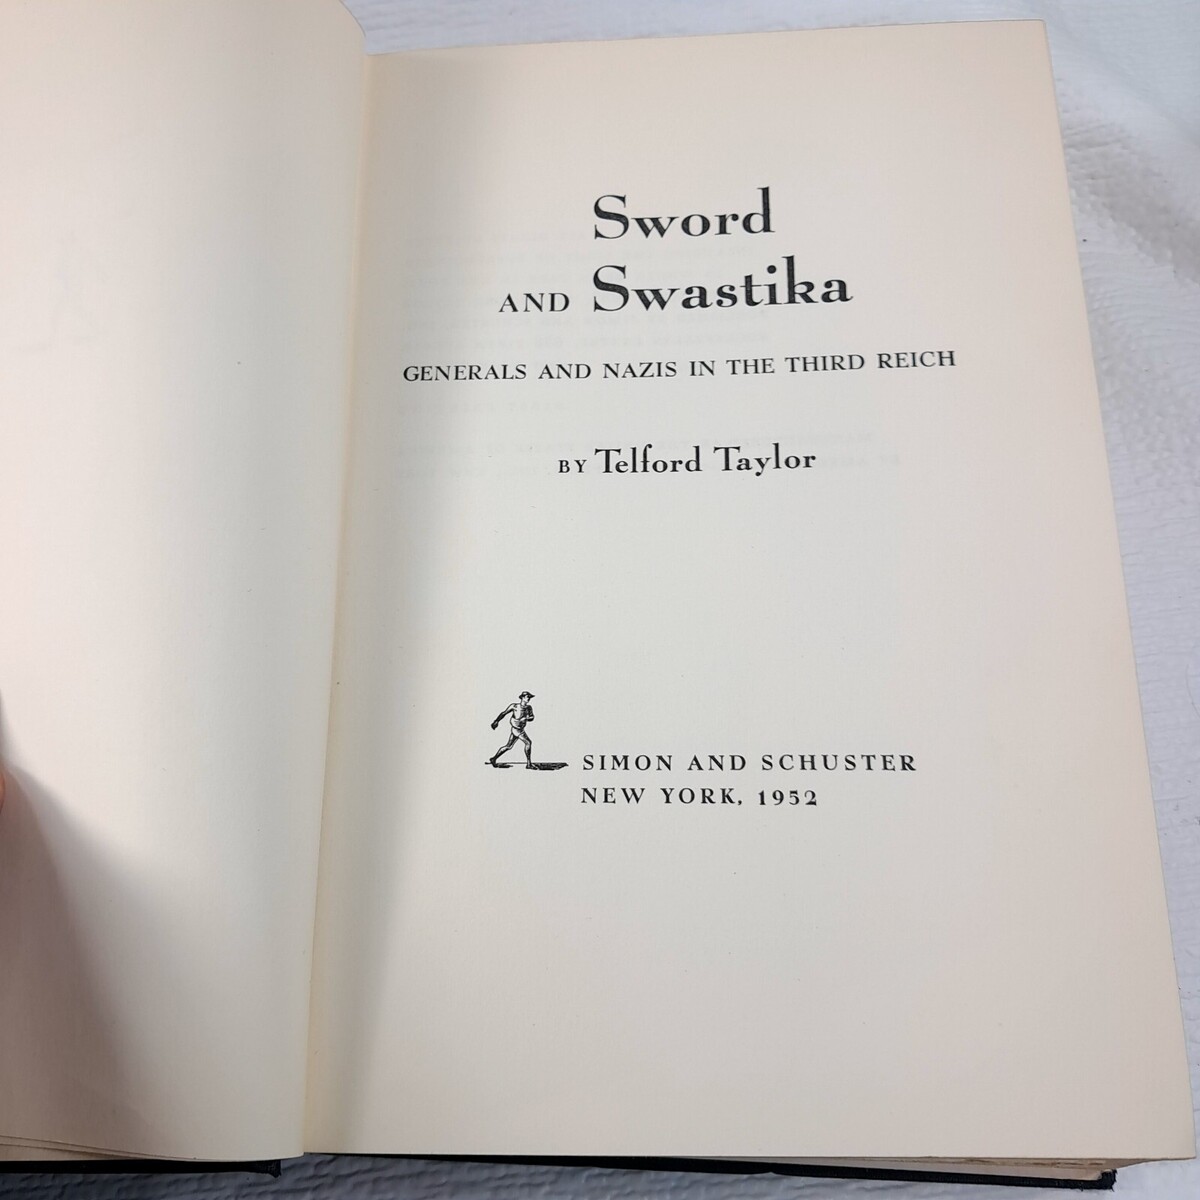 Sword
AND Swastika
GENERALS AND NAZIS IN THE THIRD REICH
BY Telford Taylor
SIMON AND SCHUSTER
NEW YORK, 1952